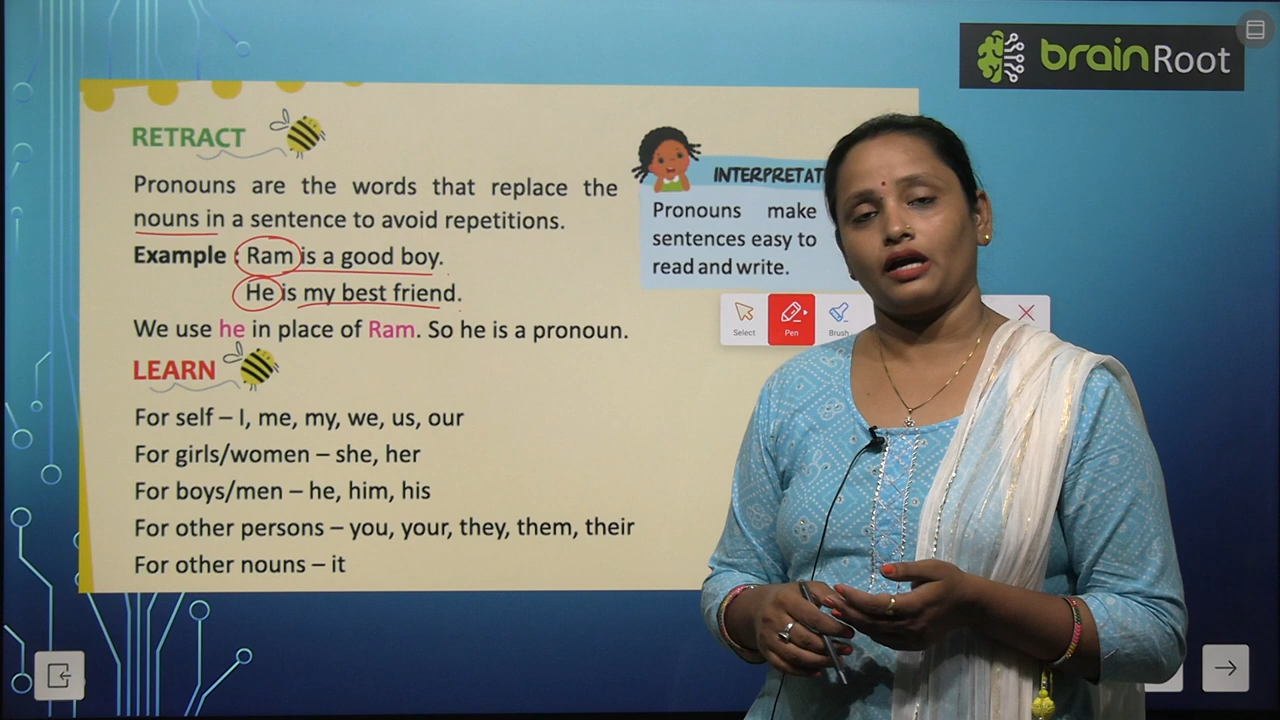 brainRoot
RETRACT
Pronouns are the words that replace the
nouns in a sentence to avoid repetitions.
Example : Ram is a good boy.
He is my best friend.
We use he in place of Ram. So he is a pronoun.
LEARN
For self – I, me, my, we, us, our
For girls/women – she, her
For boys/men – he, him, his
For other persons – you, your, they, them, their
For other nouns – it
INTERPRETAT
Pronouns make
sentences easy to
read and write.
Select
Pen
Brush